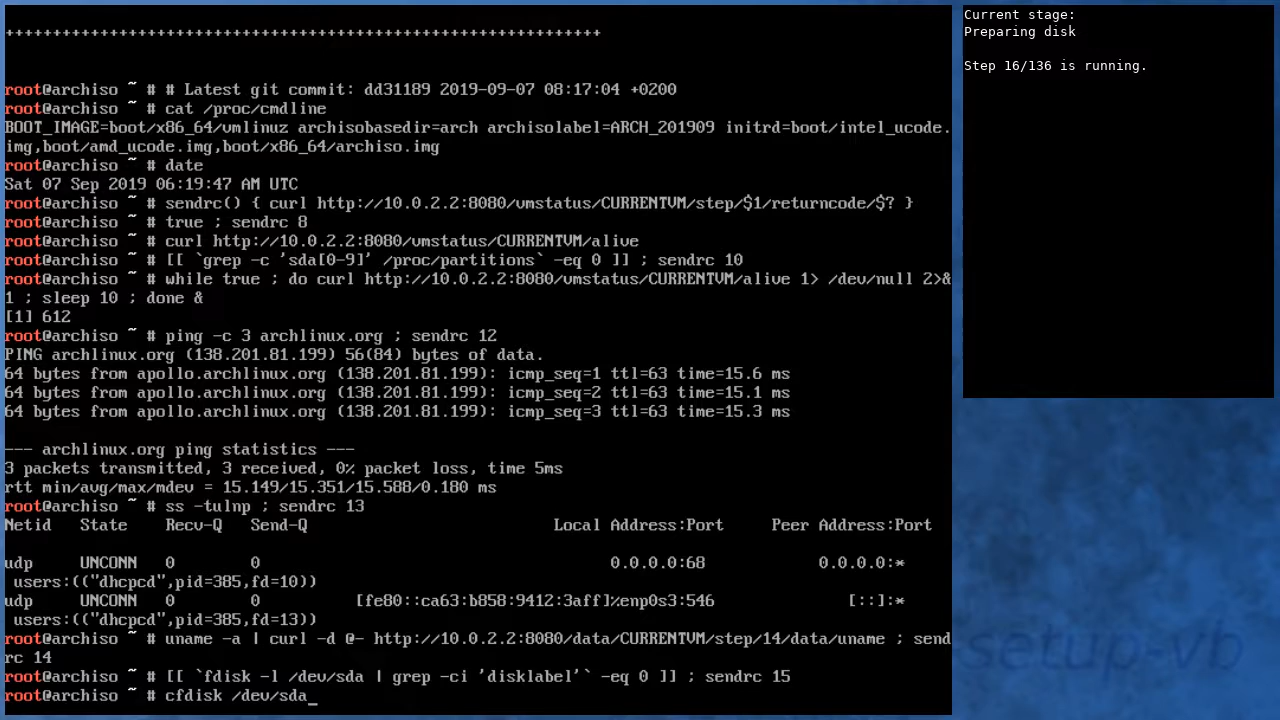 ++++++++++++++++++++++++++++++++++++++++++++++++++++++++++++++++
root@archiso ~ # # Latest git commit: dd31189 2019-09-07 08:17:04 +0200
root@archiso ~ # cat /proc/cmdline
BOOT_IMAGE=boot/x86_64/vmlinuz archisobasedir=arch archisolabel=ARCH_201909 initrd=boot/intel_ucode.
img,boot/amd_ucode.img,boot/x86_64/archiso.img
root@archiso ~ # date
Sat 07 Sep 2019 06:19:47 AM UTC
root@archiso ~ # sendrc() { curl http://10.0.2.2:8080/vmstatus/CURRENTVM/step/$1/returncode/$? }
root@archiso ~ # true ; sendrc 8
root@archiso ~ # curl http://10.0.2.2:8080/vmstatus/CURRENTVM/alive
root@archiso ~ # [[ `grep -c 'sda[0-9]' /proc/partitions` -eq 0 ]] ; sendrc 10
root@archiso ~ # while true ; do curl http://10.0.2.2:8080/vmstatus/CURRENTVM/alive 1> /dev/null 2>&
1 ; sleep 10 ; done &
[1] 612
root@archiso ~ # ping -c 3 archlinux.org ; sendrc 12
PING archlinux.org (138.201.81.199) 56(84) bytes of data.
64 bytes from apollo.archlinux.org (138.201.81.199): icmp_seq=1 ttl=63 time=15.6 ms
64 bytes from apollo.archlinux.org (138.201.81.199): icmp_seq=2 ttl=63 time=15.1 ms
64 bytes from apollo.archlinux.org (138.201.81.199): icmp_seq=3 ttl=63 time=15.3 ms
--- archlinux.org ping statistics ---
3 packets transmitted, 3 received, 0% packet loss, time 5ms
rtt min/avg/max/mdev = 15.149/15.351/15.588/0.180 ms
root@archiso ~ # ss -tulnp ; sendrc 13
Netid State Recv-Q Send-Q Local Address:Port Peer Address:Port
udp UNCONN 0 0 0.0.0.0:68 0.0.0.0:*
users:(("dhcpcd",pid=385,fd=10))
udp UNCONN 0 0 [fe80::ca63:b858:9412:3aff]%enp0s3:546 [::]:*
users:(("dhcpcd",pid=385,fd=13))
root@archiso ~ # uname -a | curl -d @- http://10.0.2.2:8080/data/CURRENTVM/step/14/data/uname ; send
rc 14
root@archiso ~ # [[ `fdisk -l /dev/sda | grep -ci 'disklabel'` -eq 0 ]] ; sendrc 15
root@archiso ~ # cfdisk /dev/sda_
Current stage:
Preparing disk
Step 16/136 is running.
setup-vb